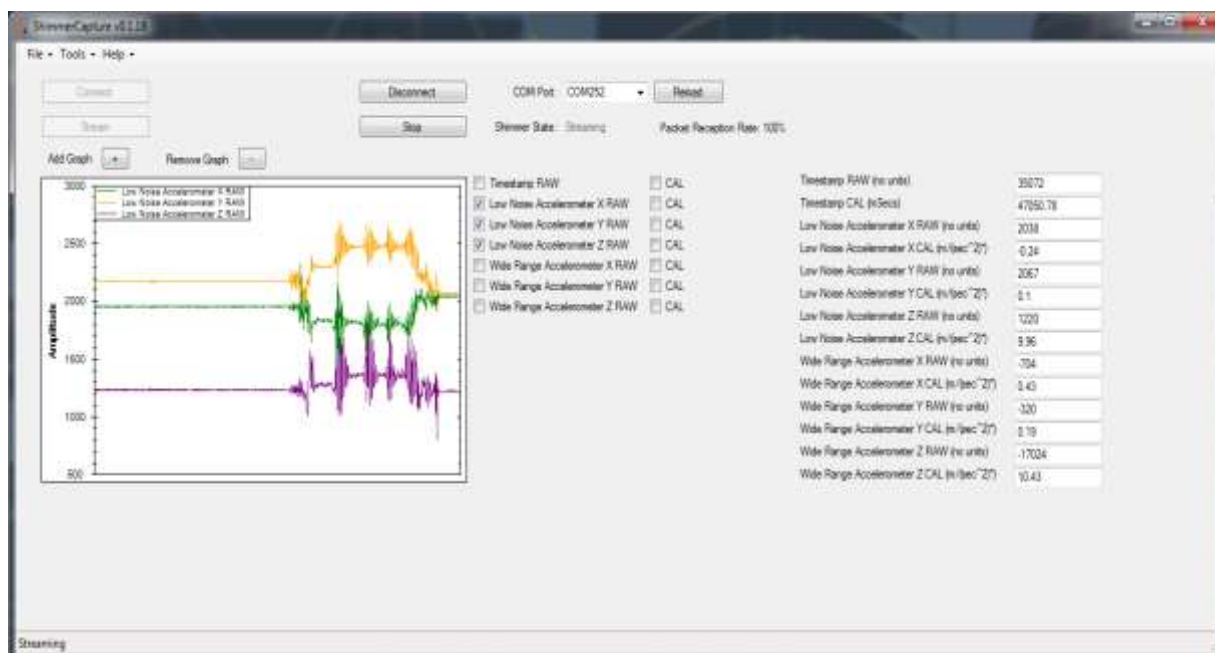 ShimmerCapture v0.1.18
File Tools Help
Connect Disconnect COM Port COM252 Reload
Stream Stop Shimmer State: Streaming Packet Reception Rate: 100%
Add Graph + Remove Graph -
Low Noise Accelerometer X RAW
Low Noise Accelerometer Y RAW
Low Noise Accelerometer Z RAW
3000
2500
2000
1500
1000
500
Amplitude
Timestamp RAW CAL
Low Noise Accelerometer X RAW CAL
Low Noise Accelerometer Y RAW CAL
Low Noise Accelerometer Z RAW CAL
Wide Range Accelerometer X RAW CAL
Wide Range Accelerometer Y RAW CAL
Wide Range Accelerometer Z RAW CAL
Timestamp RAW (no units) 35072
Timestamp CAL (mSecs) 47050.78
Low Noise Accelerometer X RAW (no units) 2038
Low Noise Accelerometer X CAL (m/(sec^2)*) -0.24
Low Noise Accelerometer Y RAW (no units) 2067
Low Noise Accelerometer Y CAL (m/(sec^2)*) 0.1
Low Noise Accelerometer Z RAW (no units) 1220
Low Noise Accelerometer Z CAL (m/(sec^2)*) 9.96
Wide Range Accelerometer X RAW (no units) -704
Wide Range Accelerometer X CAL (m/(sec^2)*) 0.43
Wide Range Accelerometer Y RAW (no units) -320
Wide Range Accelerometer Y CAL (m/(sec^2)*) 0.19
Wide Range Accelerometer Z RAW (no units) -17024
Wide Range Accelerometer Z CAL (m/(sec^2)*) 10.43
Streaming